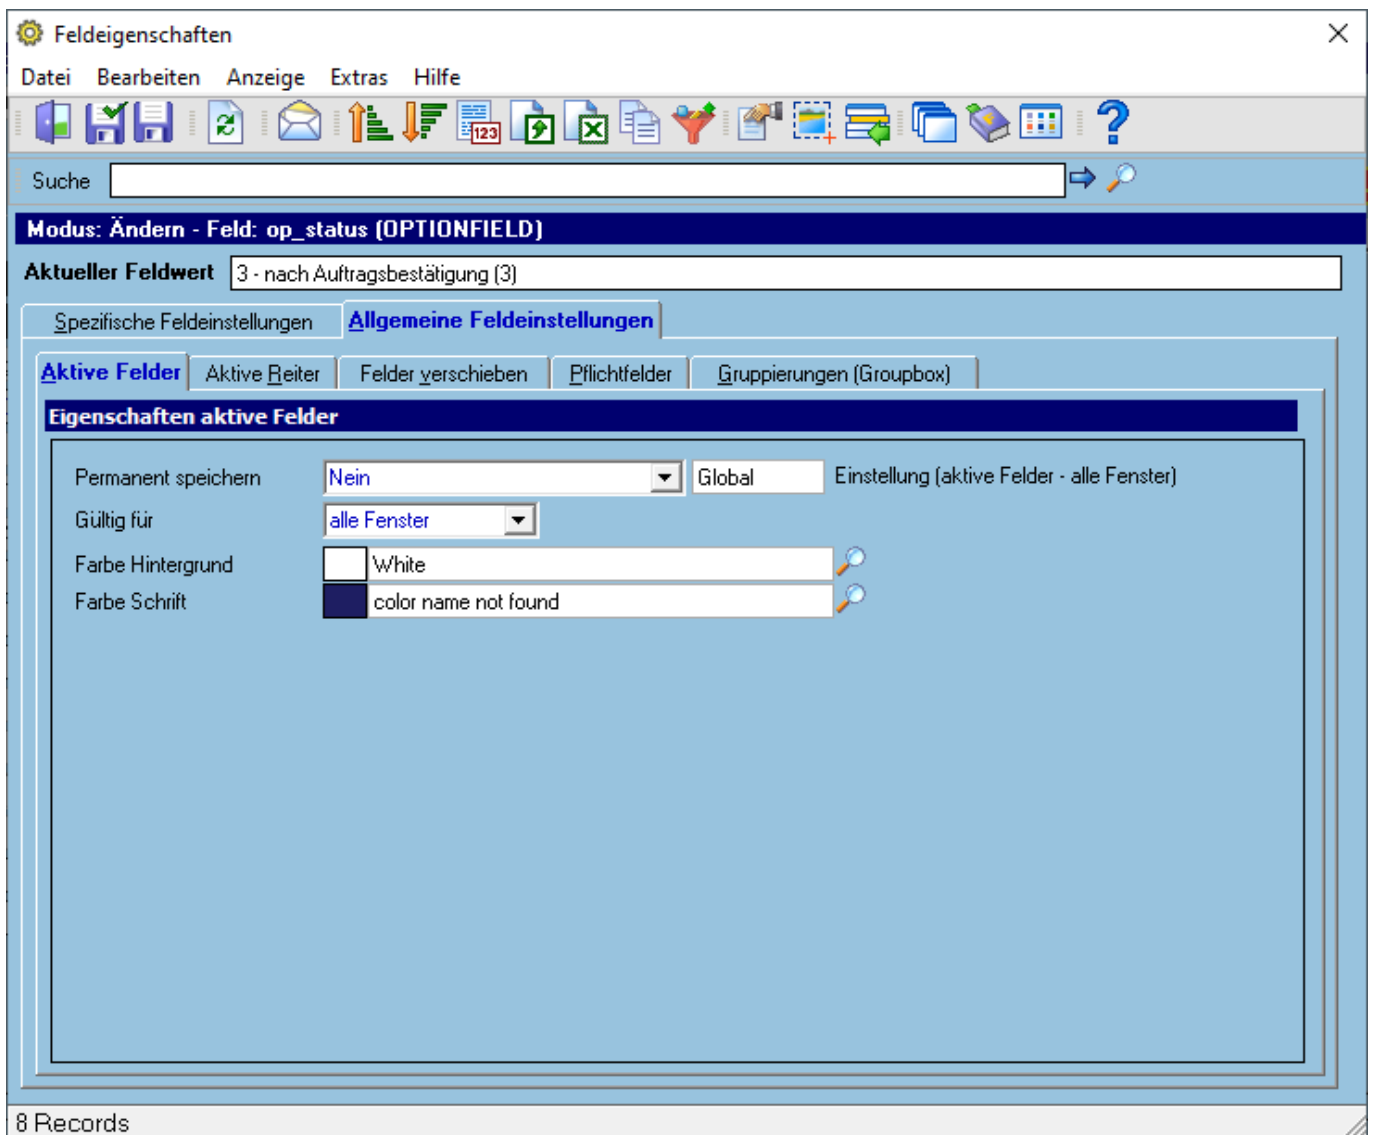 Feldeigenschaften
Datei Bearbeiten Anzeige Extras Hilfe
123
Suche
Modus: Ändern - Feld: op_status (OPTIONFIELD)
Aktueller Feldwert 3 - nach Auftragsbestätigung (3)
Spezifische Feldeinstellungen Allgemeine Feldeinstellungen
Aktive Felder Aktive Reiter Felder verschieben Pflichtfelder Gruppierungen (Groupbox)
Eigenschaften aktive Felder
Permanent speichern Nein Global Einstellung (aktive Felder - alle Fenster)
Gültig für alle Fenster
Farbe Hintergrund White
Farbe Schrift color name not found
8 Records